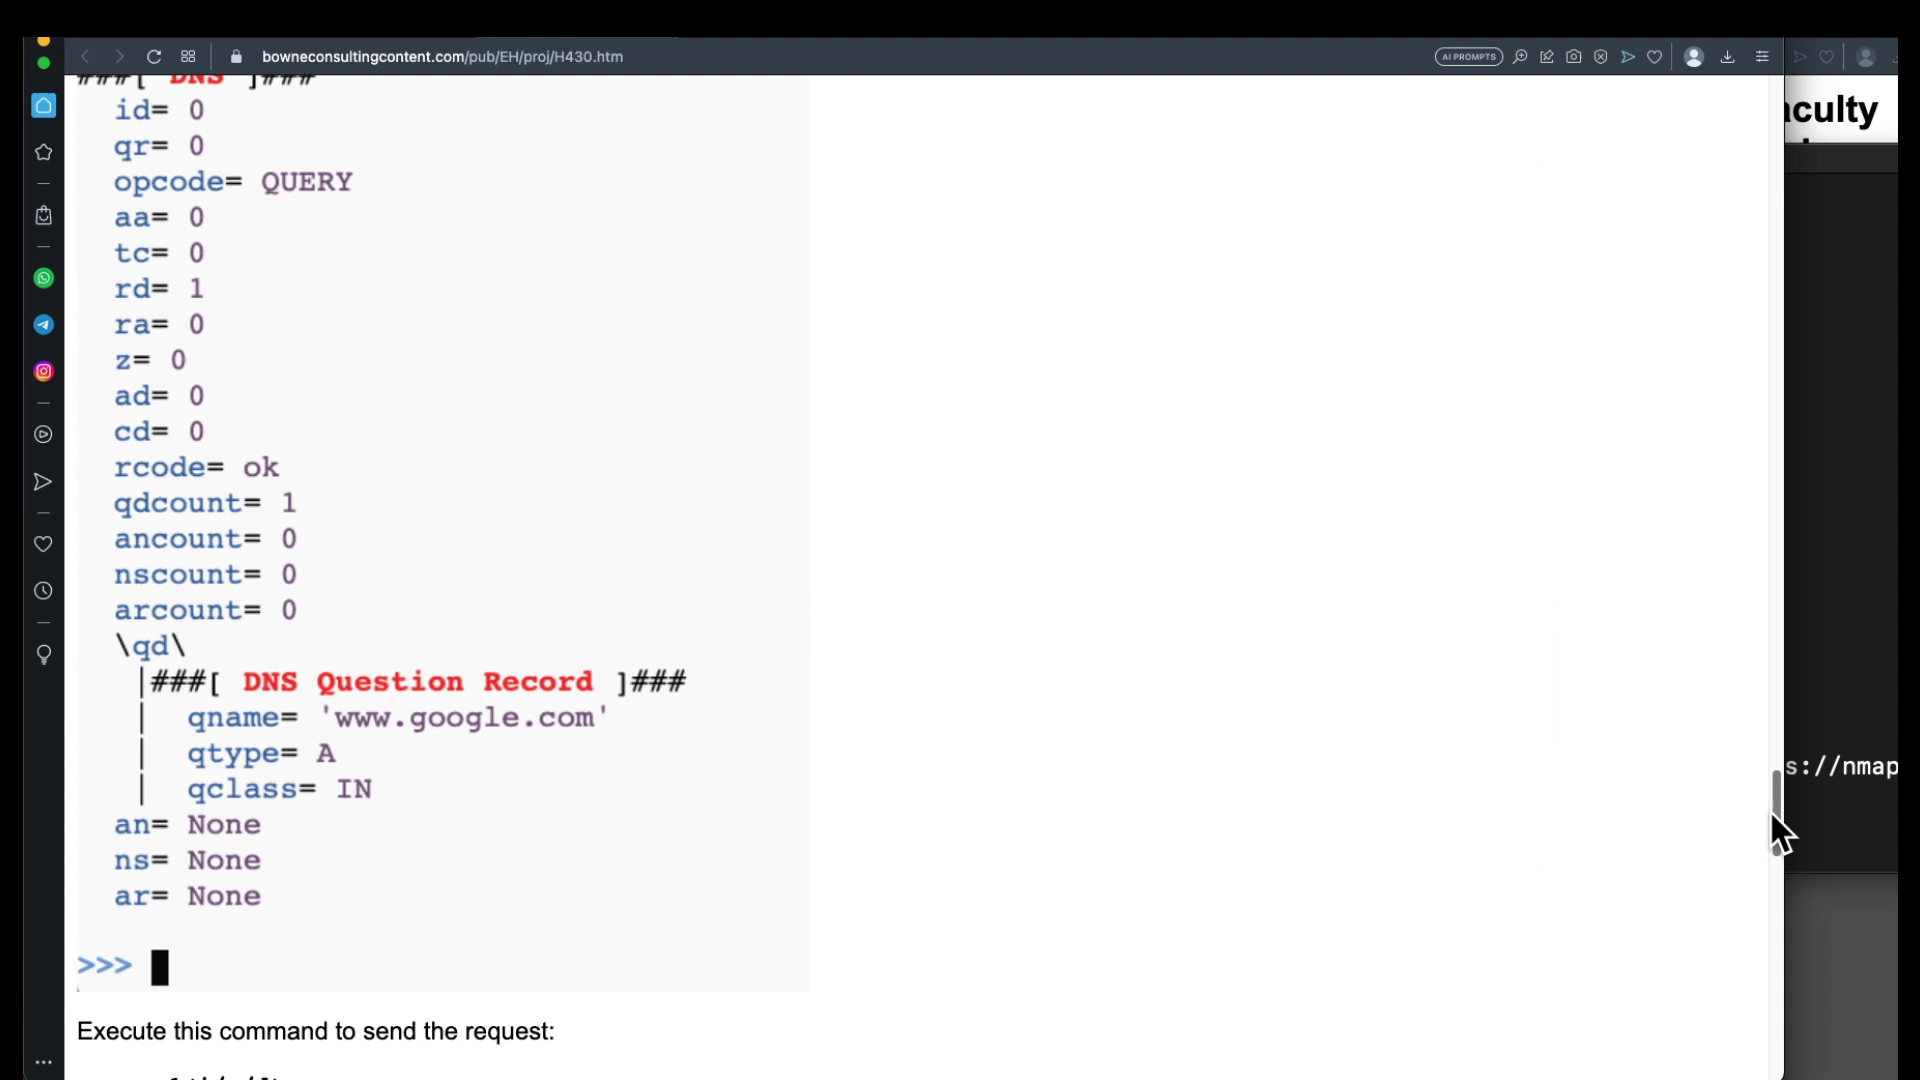 bowneconsultingcontent.com/pub/EH/proj/H430.htm
AI PROMPTS
###[ DNS ]###
id= 0
qr= 0
opcode= QUERY
aa= 0
tc= 0
rd= 1
ra= 0
z= 0
ad= 0
cd= 0
rcode= ok
qdcount= 1
ancount= 0
nscount= 0
arcount= 0
\qd\
|###[ DNS Question Record ]###
| qname= 'www.google.com'
| qtype= A
| qclass= IN
an= None
ns= None
ar= None
>>>
Execute this command to send the request:
aculty
s://nmap